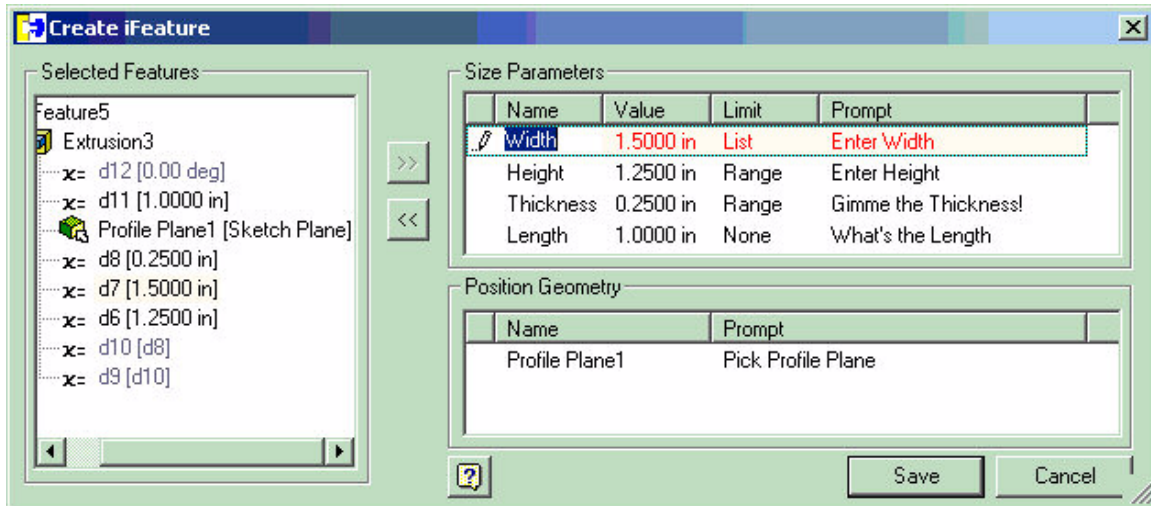 Create iFeature
Selected Features
Feature5
Extrusion3
x= d12 [0.00 deg]
x= d11 [1.0000 in]
Profile Plane1 [Sketch Plane]
x= d8 [0.2500 in]
x= d7 [1.5000 in]
x= d6 [1.2500 in]
x= d10 [d8]
x= d9 [d10]
>>
<<
Size Parameters
Name Value Limit Prompt
Width 1.5000 in List Enter Width
Height 1.2500 in Range Enter Height
Thickness 0.2500 in Range Gimme the Thickness!
Length 1.0000 in None What's the Length
Position Geometry
Name Prompt
Profile Plane1 Pick Profile Plane
?
Save Cancel